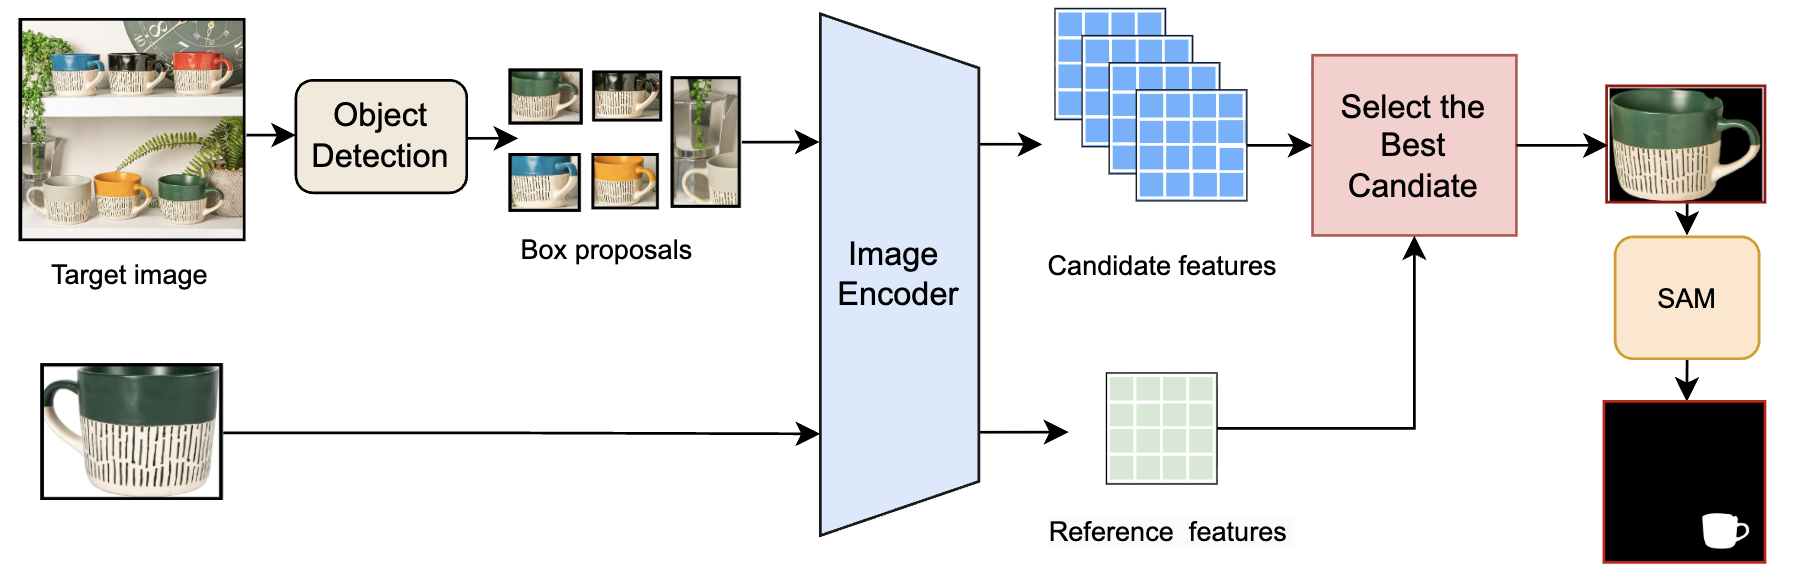 Target image
Object
Detection
Box proposals
Image
Encoder
Candidate features
Reference features
Select the
Best
Candiate
SAM